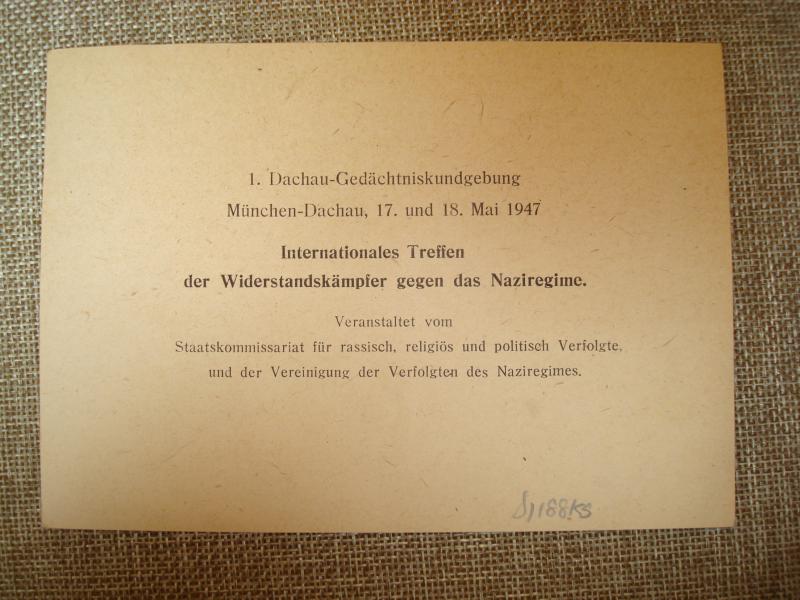 1. Dachau-Gedächtniskundgebung
München-Dachau, 17. und 18. Mai 1947
Internationales Treffen
der Widerstandskämpfer gegen das Naziregime.
Veranstaltet vom
Staatskommissariat für rassisch, religiös und politisch Verfolgte,
und der Vereinigung der Verfolgten des Naziregimes.